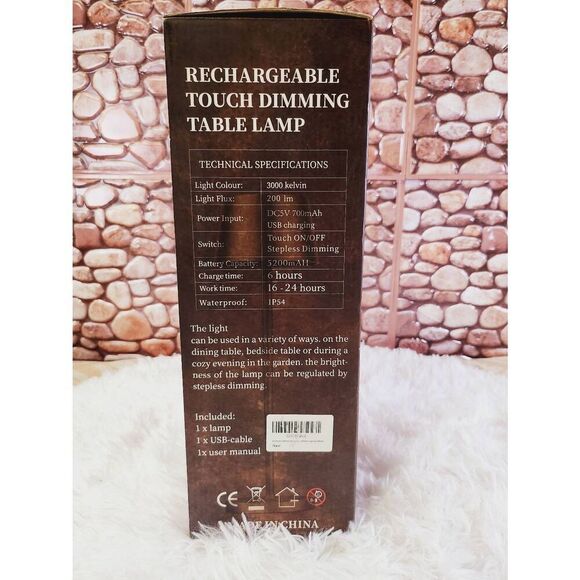 RECHARGEABLE
TOUCH DIMMING
TABLE LAMP
TECHNICAL SPECIFICATIONS
Light Colour: 3000 kelvin
Light Flux: 200 lm
Power Input: DC5V 700mAh
USB charging
Switch: Touch ON/OFF
Stepless Dimming
Battery Capacity: 5200mAH
Charge time: 6 hours
Work time: 16 - 24 hours
Waterproof: IP54
The light
can be used in a variety of ways. on the
dining table, bedside table or during a
cozy evening in the garden. the bright-
ness of the lamp can be regulated by
stepless dimming.
Included:
1 x lamp
1 x USB-cable
1x user manual
CE
MADE IN CHINA